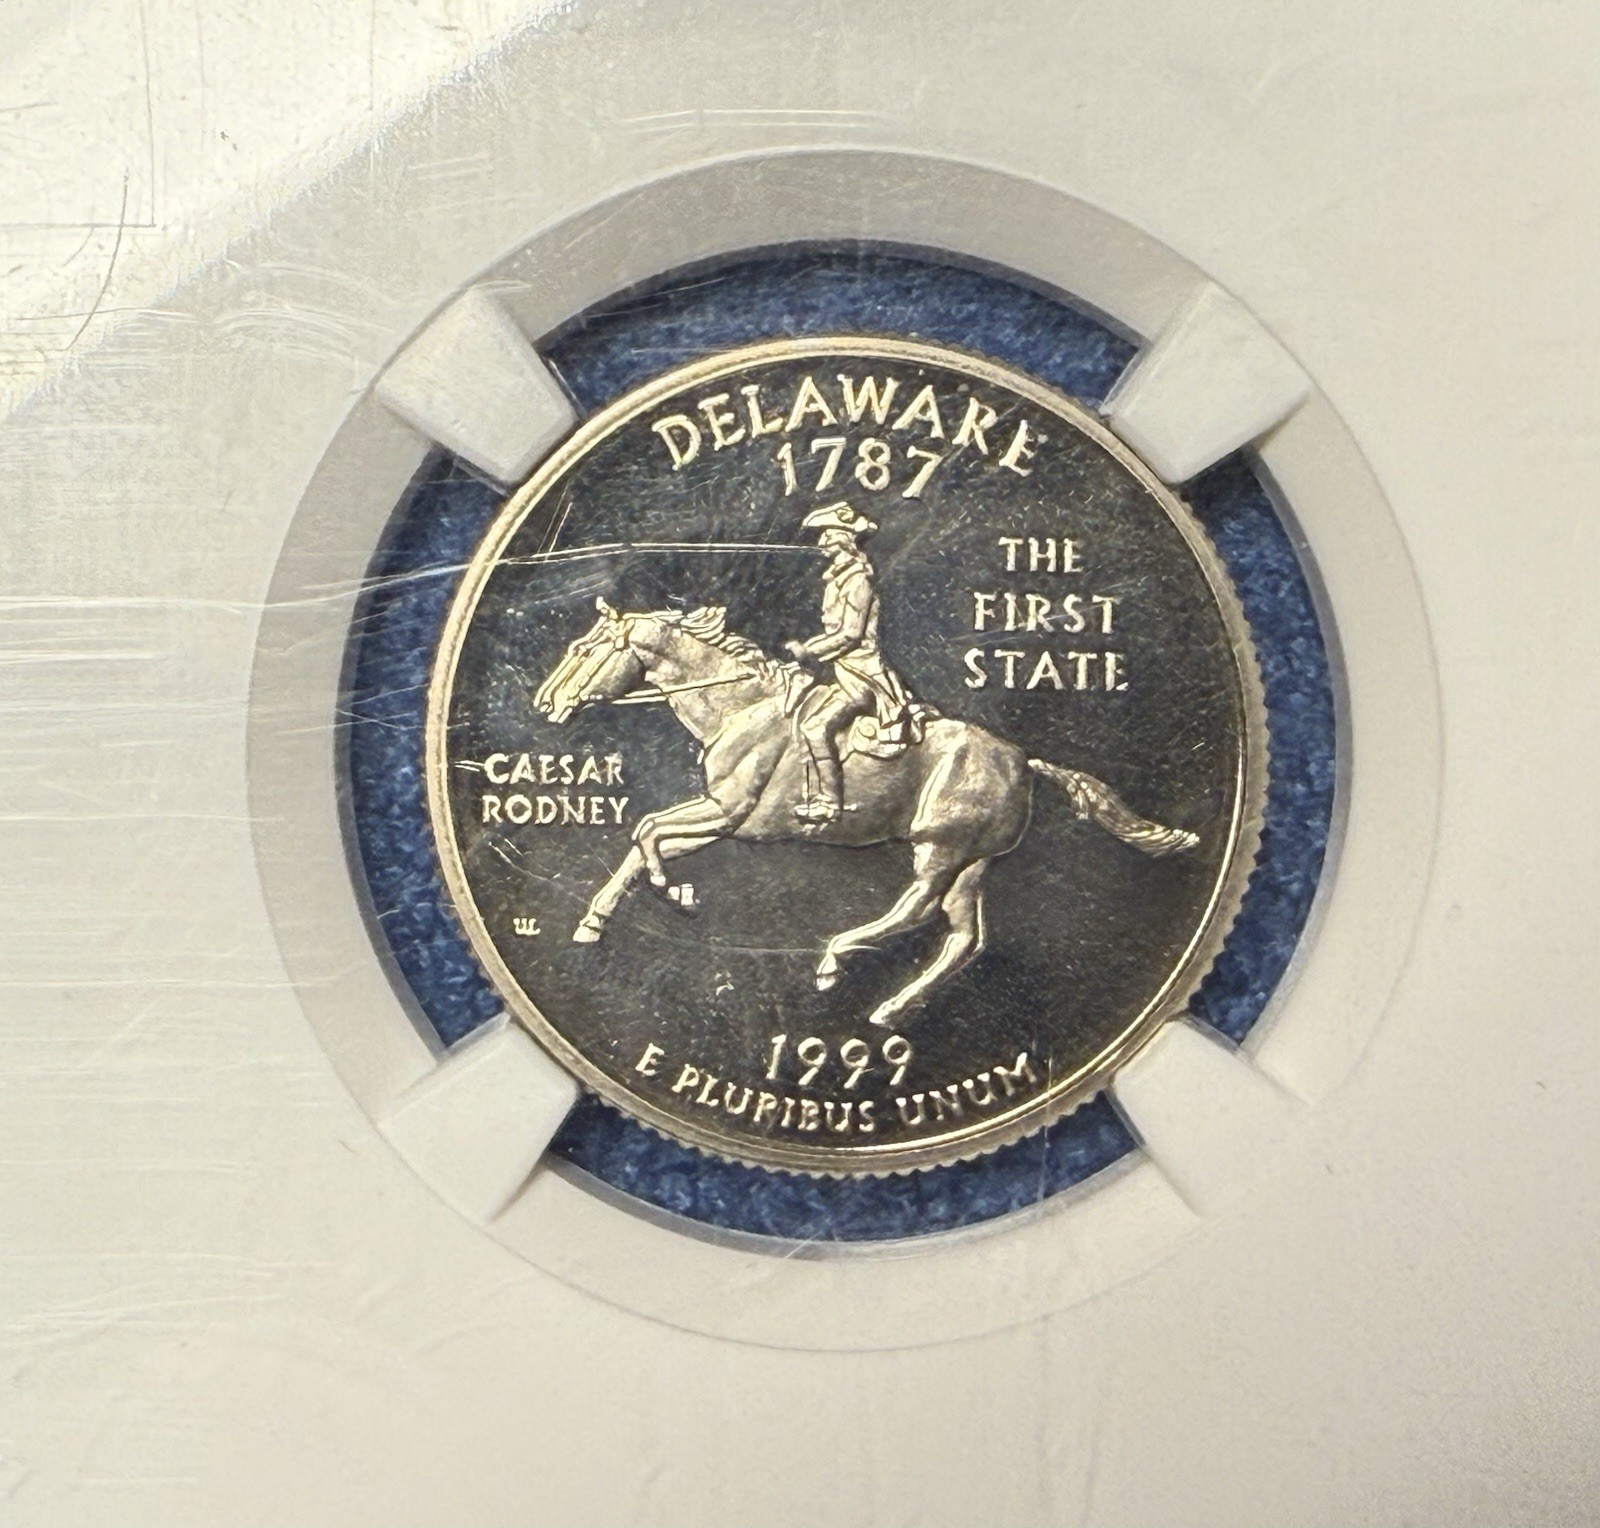 DELAWARE
1787
THE
FIRST
STATE
CAESAR
RODNEY
1999
E PLURIBUS UNUM